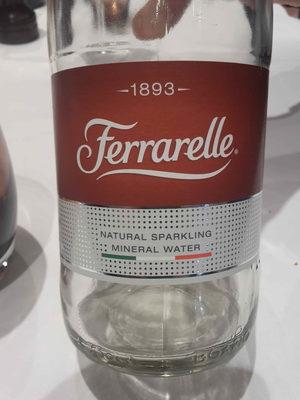 -1893-
Ferrarelle®
NATURAL SPARKLING
MINERAL WATER